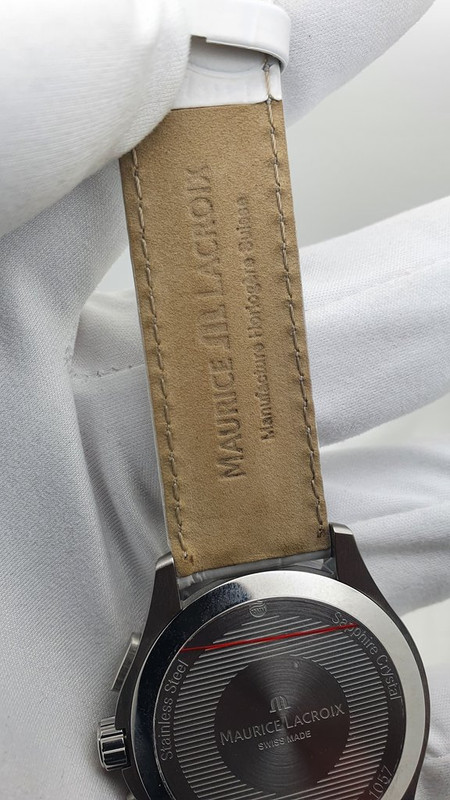 MAURICE LACROIX
Manufacture Horlogère Suisse
Stainless Steel
Sapphire Crystal
MAURICE LACROIX
SWISS MADE